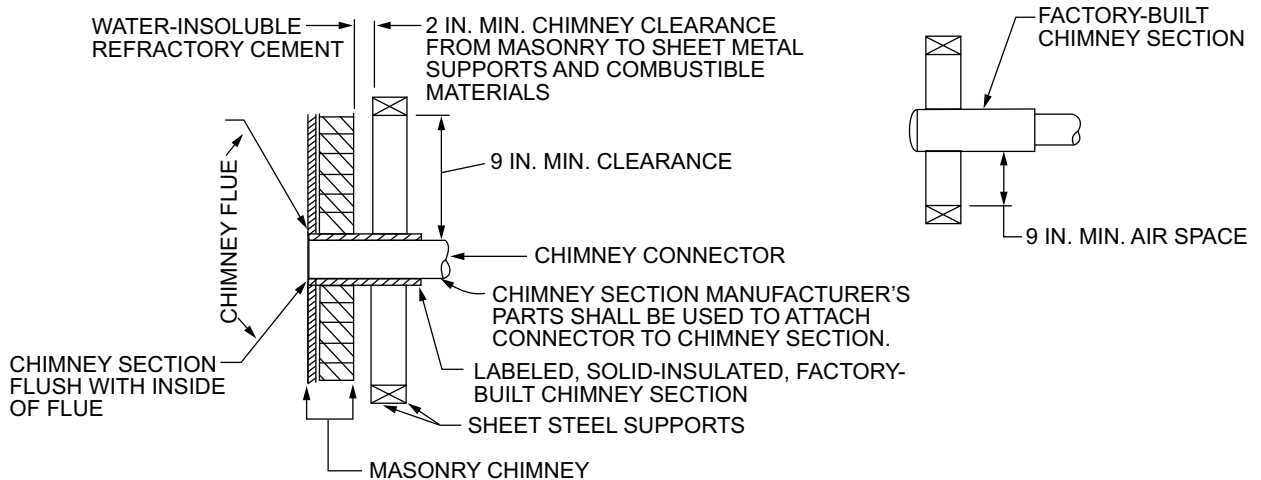 WATER-INSOLUBLE
REFRACTORY CEMENT
2 IN. MIN. CHIMNEY CLEARANCE
FROM MASONRY TO SHEET METAL
SUPPORTS AND COMBUSTIBLE
MATERIALS
FACTORY-BUILT
CHIMNEY SECTION
CHIMNEY FLUE
9 IN. MIN. CLEARANCE
9 IN. MIN. AIR SPACE
CHIMNEY CONNECTOR
CHIMNEY SECTION MANUFACTURER’S
PARTS SHALL BE USED TO ATTACH
CONNECTOR TO CHIMNEY SECTION.
CHIMNEY SECTION
FLUSH WITH INSIDE
OF FLUE
LABELED, SOLID-INSULATED, FACTORY-
BUILT CHIMNEY SECTION
SHEET STEEL SUPPORTS
MASONRY CHIMNEY